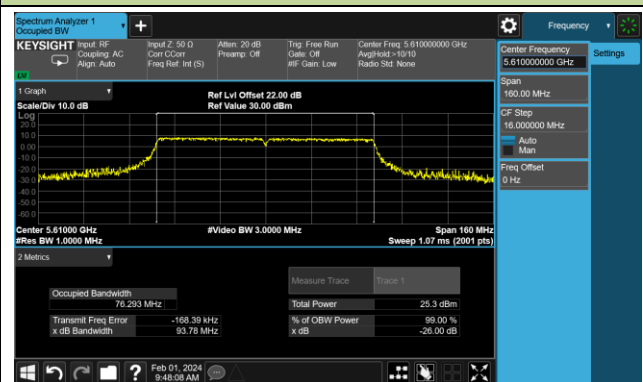 Spectrum Analyzer 1
Occupied BW
Frequency
KEYSIGHT
Input: RF
Coupling: AC
Align: Auto
Input Z: 50 Ω
Corr CCorr
Freq Ref: Int (S)
Atten: 20 dB
Preamp: Off
Trig: Free Run
Gate: Off
#IF Gain: Low
Center Freq: 5.610000000 GHz
Avg|Hold:>10/10
Radio Std: None
Center Frequency
5.610000000 GHz
Settings
Span
160.00 MHz
CF Step
16.000000 MHz
Auto
Man
Freq Offset
0 Hz
1 Graph
Scale/Div 10.0 dB
Ref Lvl Offset 22.00 dB
Ref Value 30.00 dBm
Log
20.0
10.0
0.00
-10.0
-20.0
-30.0
-40.0
-50.0
-60.0
Center 5.61000 GHz
#Video BW 3.0000 MHz
Span 160 MHz
#Res BW 1.0000 MHz
Sweep 1.07 ms (2001 pts)
2 Metrics
Measure Trace
Trace 1
Occupied Bandwidth
76.293 MHz
Total Power
25.3 dBm
Transmit Freq Error
-168.39 kHz
% of OBW Power
99.00 %
x dB Bandwidth
93.78 MHz
x dB
-26.00 dB
Feb 01, 2024
9:48:08 AM